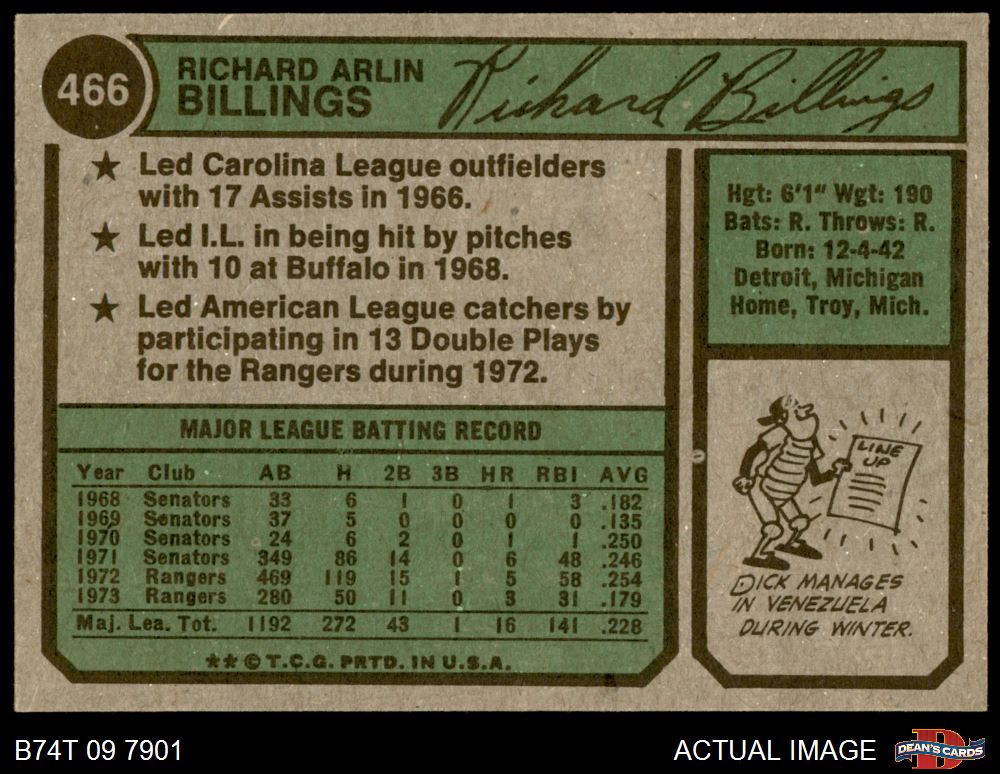 466
RICHARD ARLIN
BILLINGS
Richard Billings
★ Led Carolina League outfielders
with 17 Assists in 1966.
★ Led I.L. in being hit by pitches
with 10 at Buffalo in 1968.
★ Led American League catchers by
participating in 13 Double Plays
for the Rangers during 1972.
Hgt: 6'1" Wgt: 190
Bats: R. Throws: R.
Born: 12-4-42
Detroit, Michigan
Home, Troy, Mich.
MAJOR LEAGUE BATTING RECORD
Year Club AB H 2B 3B HR RBI AVG
1968 Senators 33 6 1 0 1 3 .182
1969 Senators 37 5 0 0 0 0 .135
1970 Senators 24 6 2 0 1 1 .250
1971 Senators 349 86 14 0 6 48 .246
1972 Rangers 469 119 15 1 5 58 .254
1973 Rangers 280 50 11 0 3 31 .179
Maj. Lea. Tot. 1192 272 43 1 16 141 .228
★★ © T.C.G. PRTD. IN U.S.A.
LINE
UP
DICK MANAGES
IN VENEZUELA
DURING WINTER.
B74T 09 7901
ACTUAL IMAGE
DEAN'S CARDS